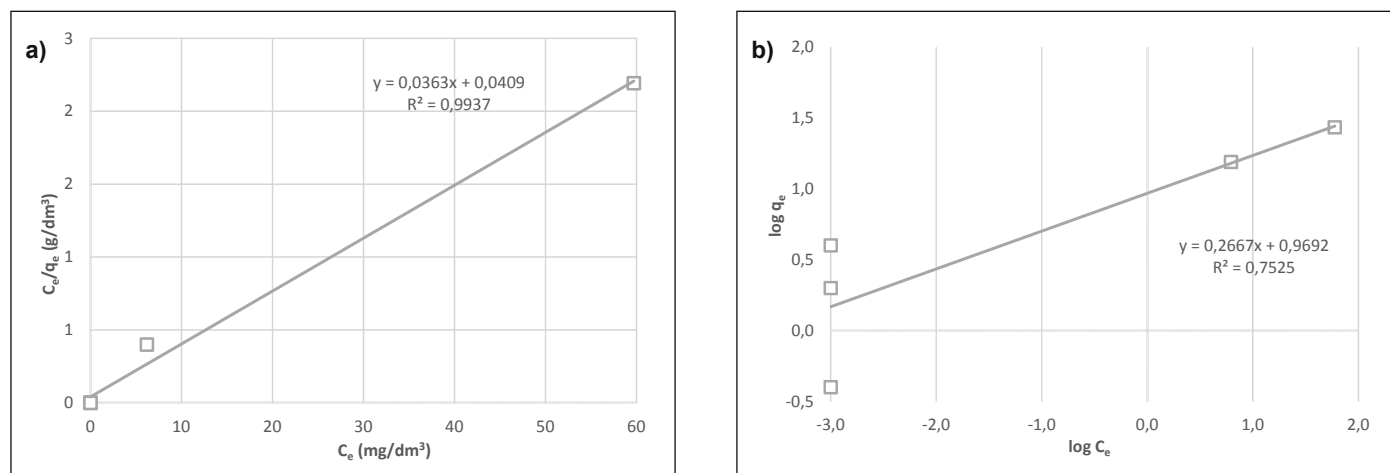 a)
3
2
2
1
1
0
y = 0,0363x + 0,0409
R² = 0,9937
0 10 20 30 40 50 60
Cₑ/qₑ (g/dm³)
Cₑ (mg/dm³)
b)
2,0
1,5
1,0
0,5
0,0
-0,5
y = 0,2667x + 0,9692
R² = 0,7525
-3,0 -2,0 -1,0 0,0 1,0 2,0
log qₑ
log Cₑ